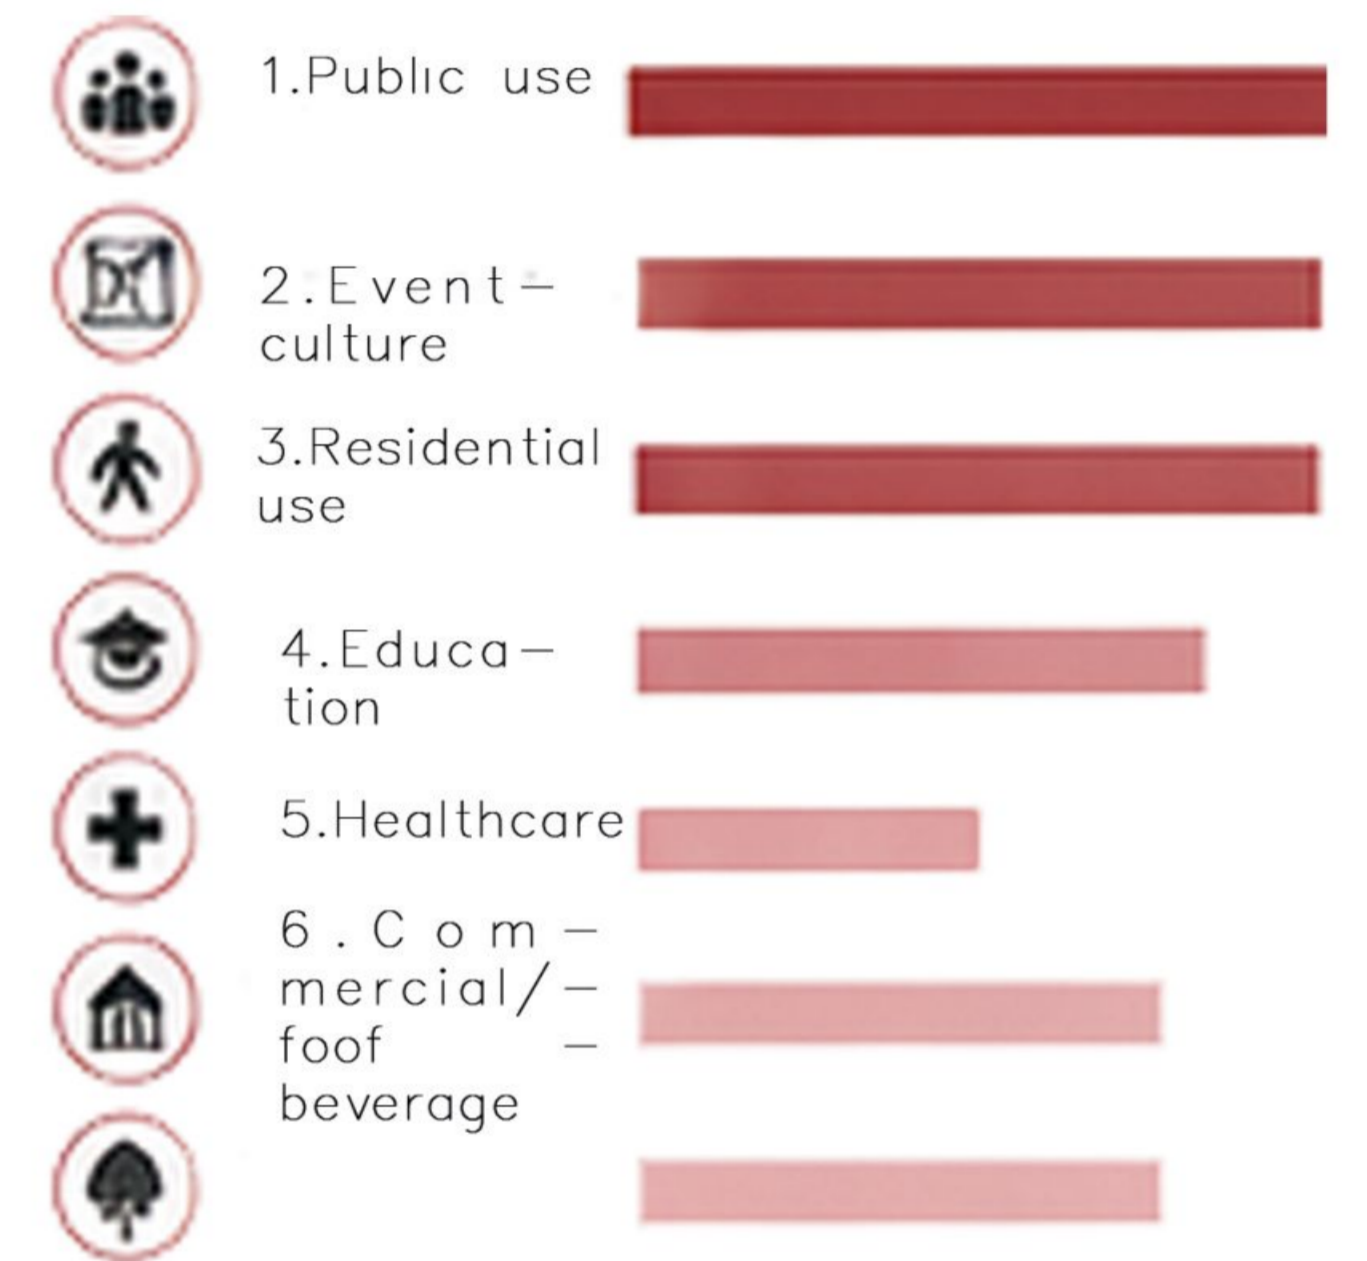 1.Public use
2.Event-
culture
3.Residential
use
4.Educa-
tion
5.Healthcare
6.Com-
mercial/-
foof -
beverage